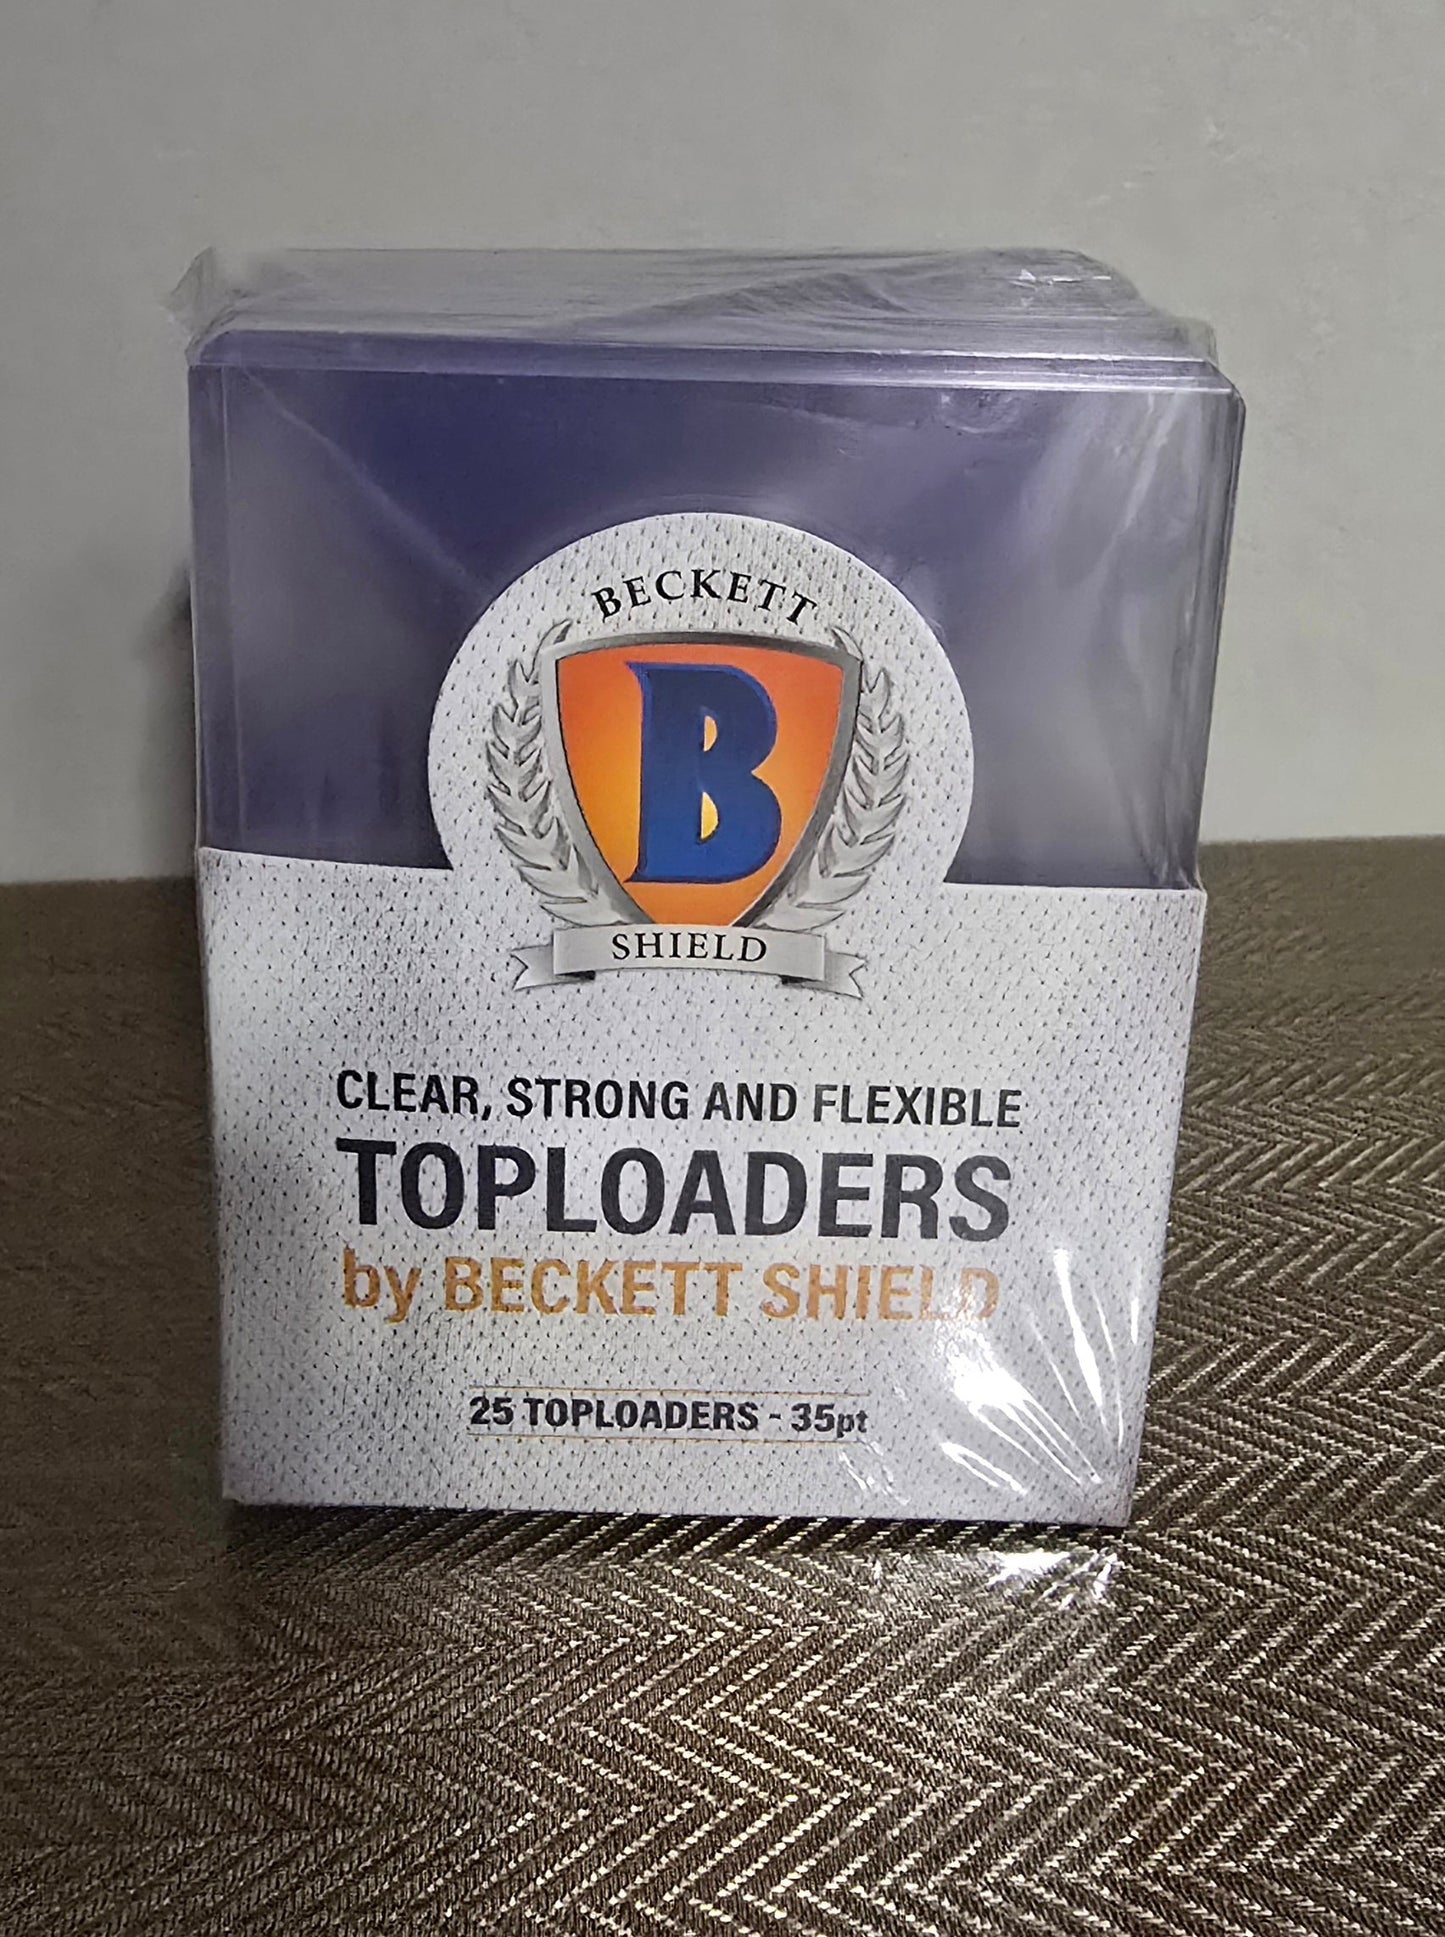 BECKETT
B
SHIELD
CLEAR, STRONG AND FLEXIBLE
TOPLOADERS
by BECKETT SHIELD
25 TOPLOADERS - 35pt